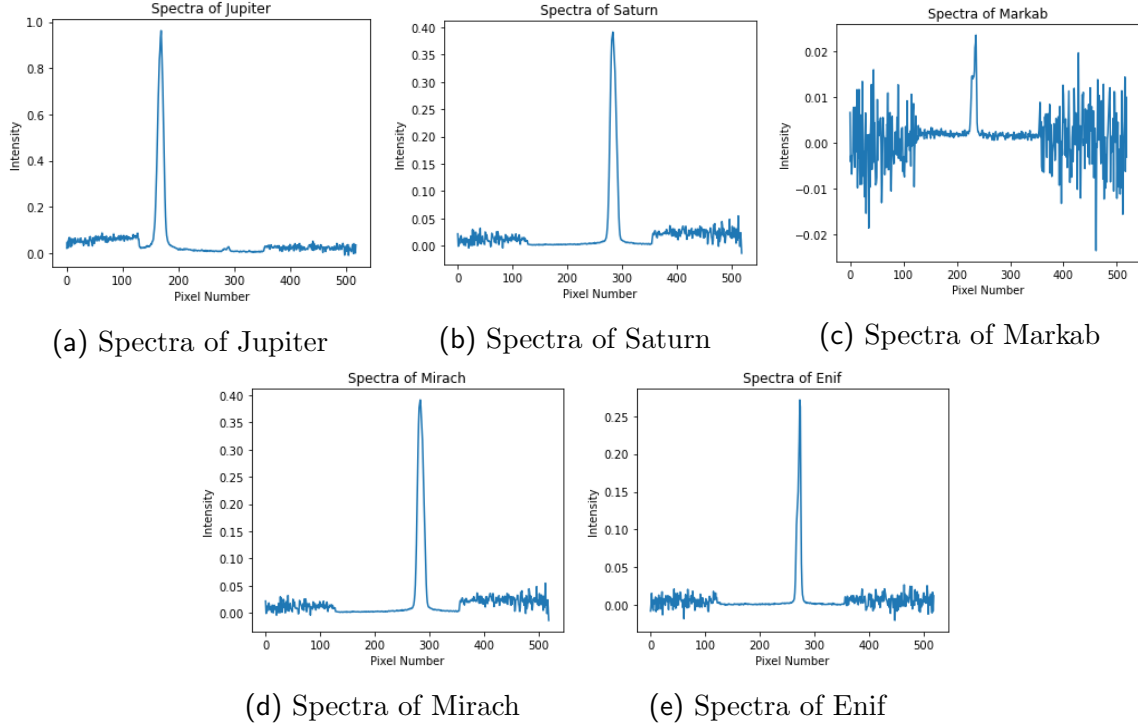 Spectra of Jupiter
1.0
0.8
0.6
0.4
0.2
0.0
Intensity
0 100 200 300 400 500
Pixel Number
(a) Spectra of Jupiter
Spectra of Saturn
0.40
0.35
0.30
0.25
0.20
0.15
0.10
0.05
0.00
Intensity
0 100 200 300 400 500
Pixel Number
(b) Spectra of Saturn
Spectra of Markab
0.02
0.01
0.00
−0.01
−0.02
Intensity
0 100 200 300 400 500
Pixel Number
(c) Spectra of Markab
Spectra of Mirach
0.40
0.35
0.30
0.25
0.20
0.15
0.10
0.05
0.00
Intensity
0 100 200 300 400 500
Pixel Number
(d) Spectra of Mirach
Spectra of Enif
0.25
0.20
0.15
0.10
0.05
0.00
Intensity
0 100 200 300 400 500
Pixel Number
(e) Spectra of Enif